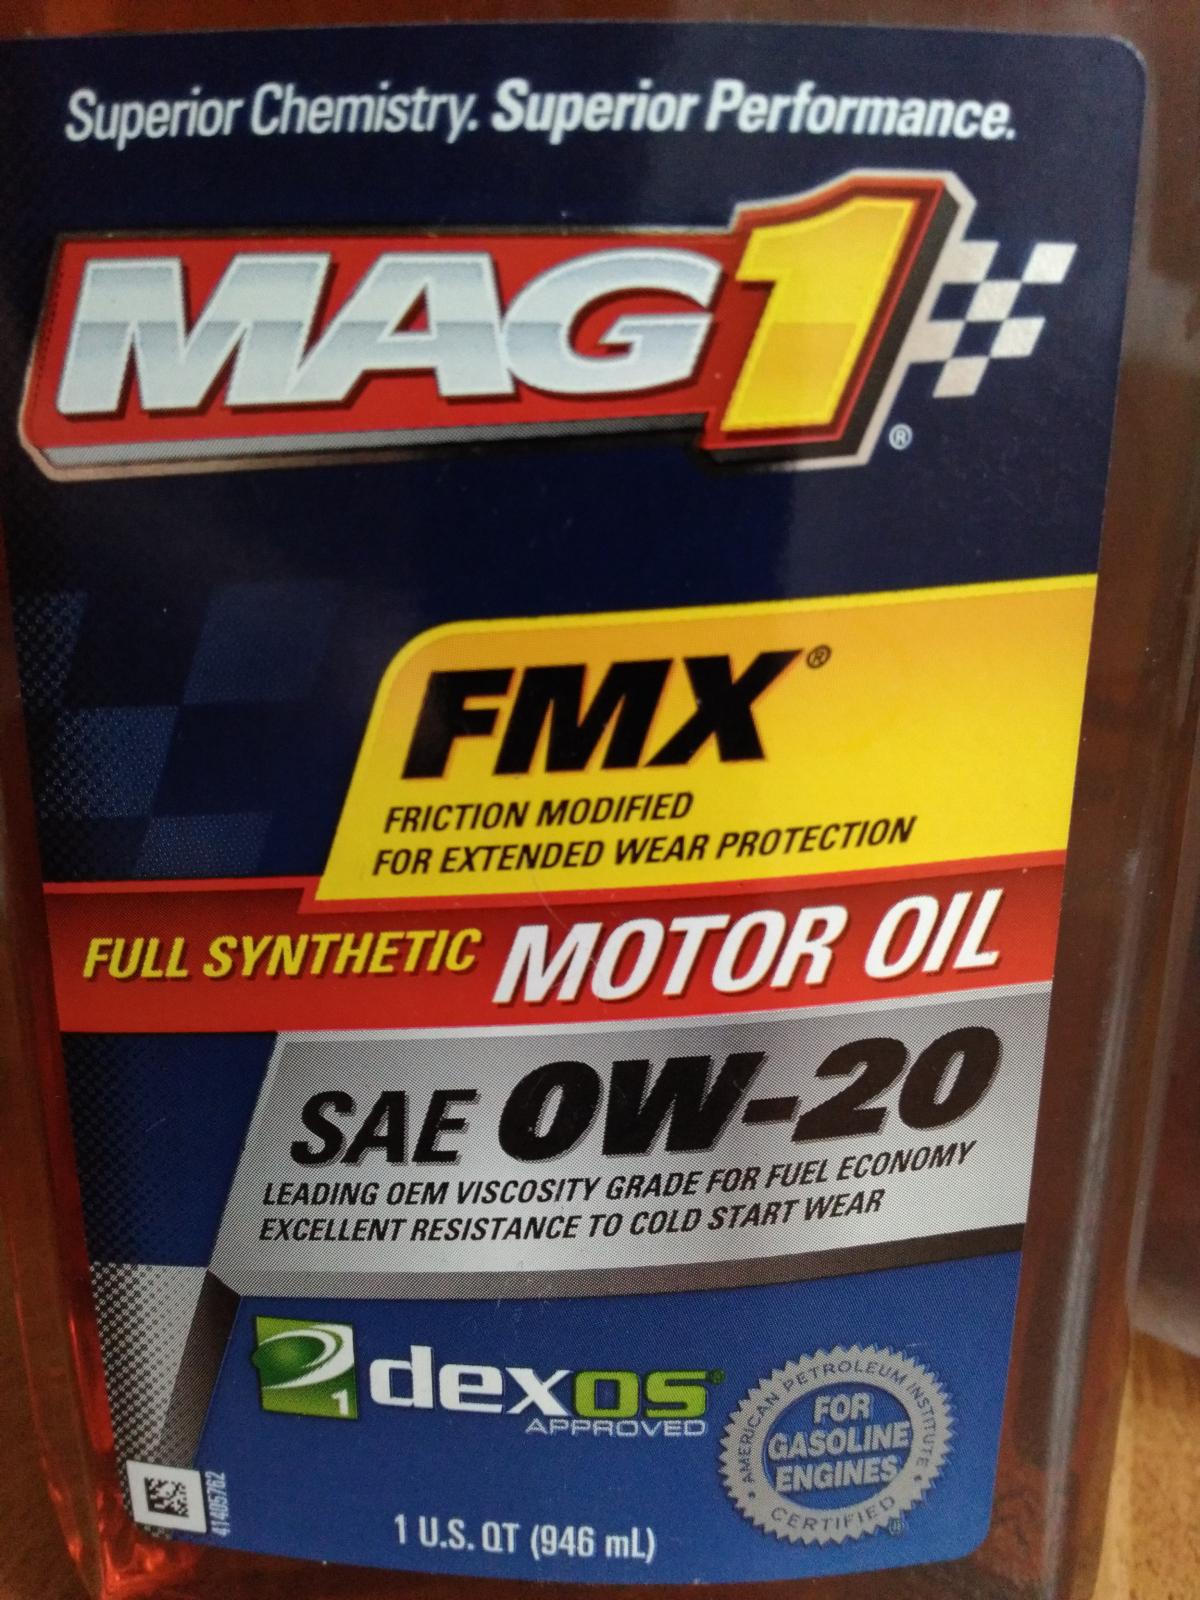 Superior Chemistry. Superior Performance.
MAG1®
FMX®
FRICTION MODIFIED
FOR EXTENDED WEAR PROTECTION
FULL SYNTHETIC MOTOR OIL
SAE 0W-20
LEADING OEM VISCOSITY GRADE FOR FUEL ECONOMY
EXCELLENT RESISTANCE TO COLD START WEAR
1
dexos®
APPROVED
AMERICAN PETROLEUM INSTITUTE
FOR
GASOLINE
ENGINES
CERTIFIED
41405762
1 U.S. QT (946 mL)